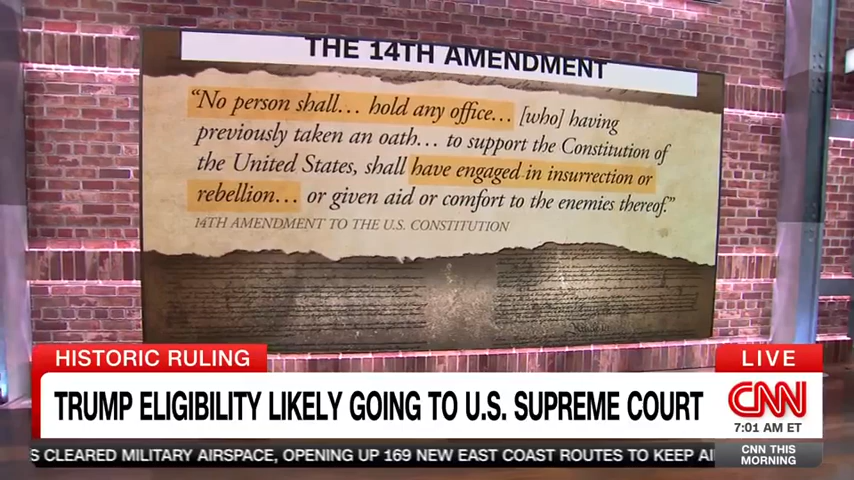 THE 14TH AMENDMENT
“No person shall... hold any office... [who] having
previously taken an oath... to support the Constitution of
the United States, shall have engaged in insurrection or
rebellion... or given aid or comfort to the enemies thereof.”
14TH AMENDMENT TO THE U.S. CONSTITUTION
HISTORIC RULING
LIVE
TRUMP ELIGIBILITY LIKELY GOING TO U.S. SUPREME COURT
CNN
7:01 AM ET
S CLEARED MILITARY AIRSPACE, OPENING UP 169 NEW EAST COAST ROUTES TO KEEP AI
CNN THIS
MORNING